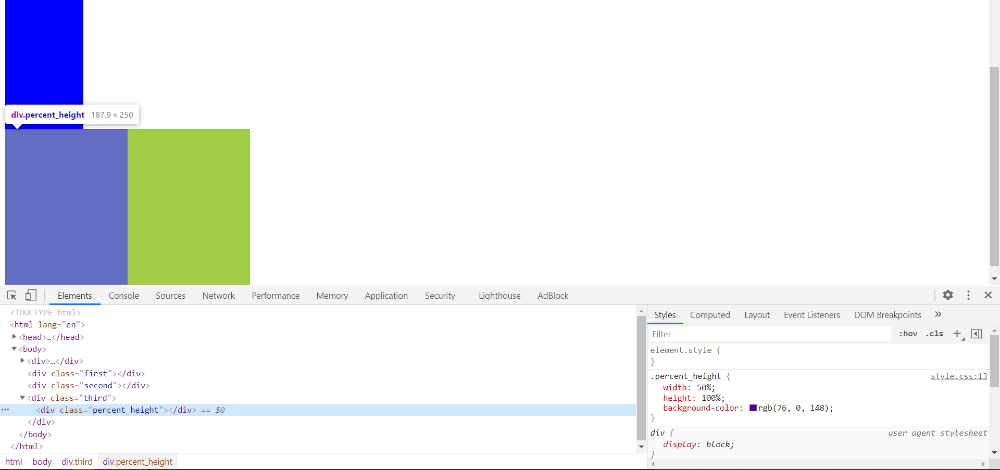 div.percent_height 187.9 × 250
Elements Console Sources Network Performance Memory Application Security Lighthouse AdBlock
<!DOCTYPE html>
<html lang="en">
<head>…</head>
<body>
<div>…</div>
<div class="first"></div>
<div class="second"></div>
<div class="third">
<div class="percent_height"></div> == $0
</div>
</body>
</html>
html body div.third div.percent_height
Styles Computed Layout Event Listeners DOM Breakpoints »
Filter :hov .cls +
element.style {
}
.percent_height { style.css:13
width: 50%;
height: 100%;
background-color: rgb(76, 0, 148);
}
div { user agent stylesheet
display: block;
}